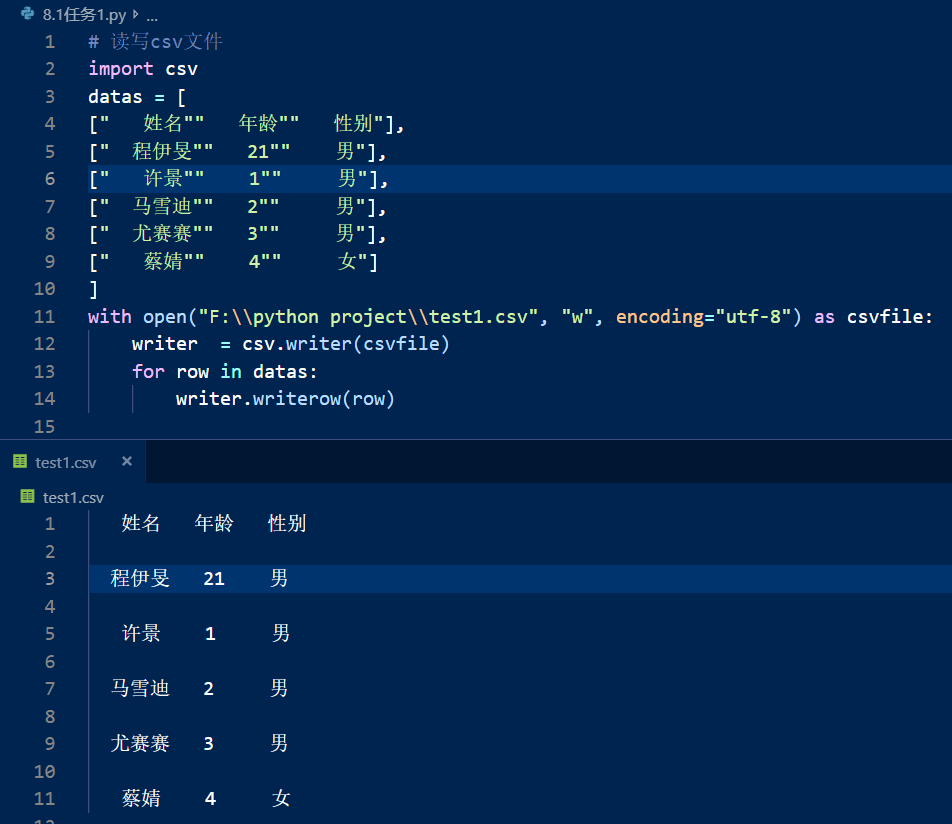 8.1任务1.py › ...
1 # 读写csv文件
2 import csv
3 datas = [
4 ["   姓名""   年龄""   性别"],
5 ["  程伊旻""   21""    男"],
6 ["   许景""    1""     男"],
7 ["  马雪迪""   2""     男"],
8 ["  尤赛赛""   3""     男"],
9 ["   蔡婧""    4""     女"]
10 ]
11 with open("F:\\python project\\test1.csv", "w", encoding="utf-8") as csvfile:
12     writer  = csv.writer(csvfile)
13     for row in datas:
14         writer.writerow(row)
15
test1.csv ×
test1.csv
1    姓名   年龄   性别
2
3   程伊旻   21    男
4
5    许景    1     男
6
7   马雪迪   2     男
8
9   尤赛赛   3     男
10
11    蔡婧    4     女